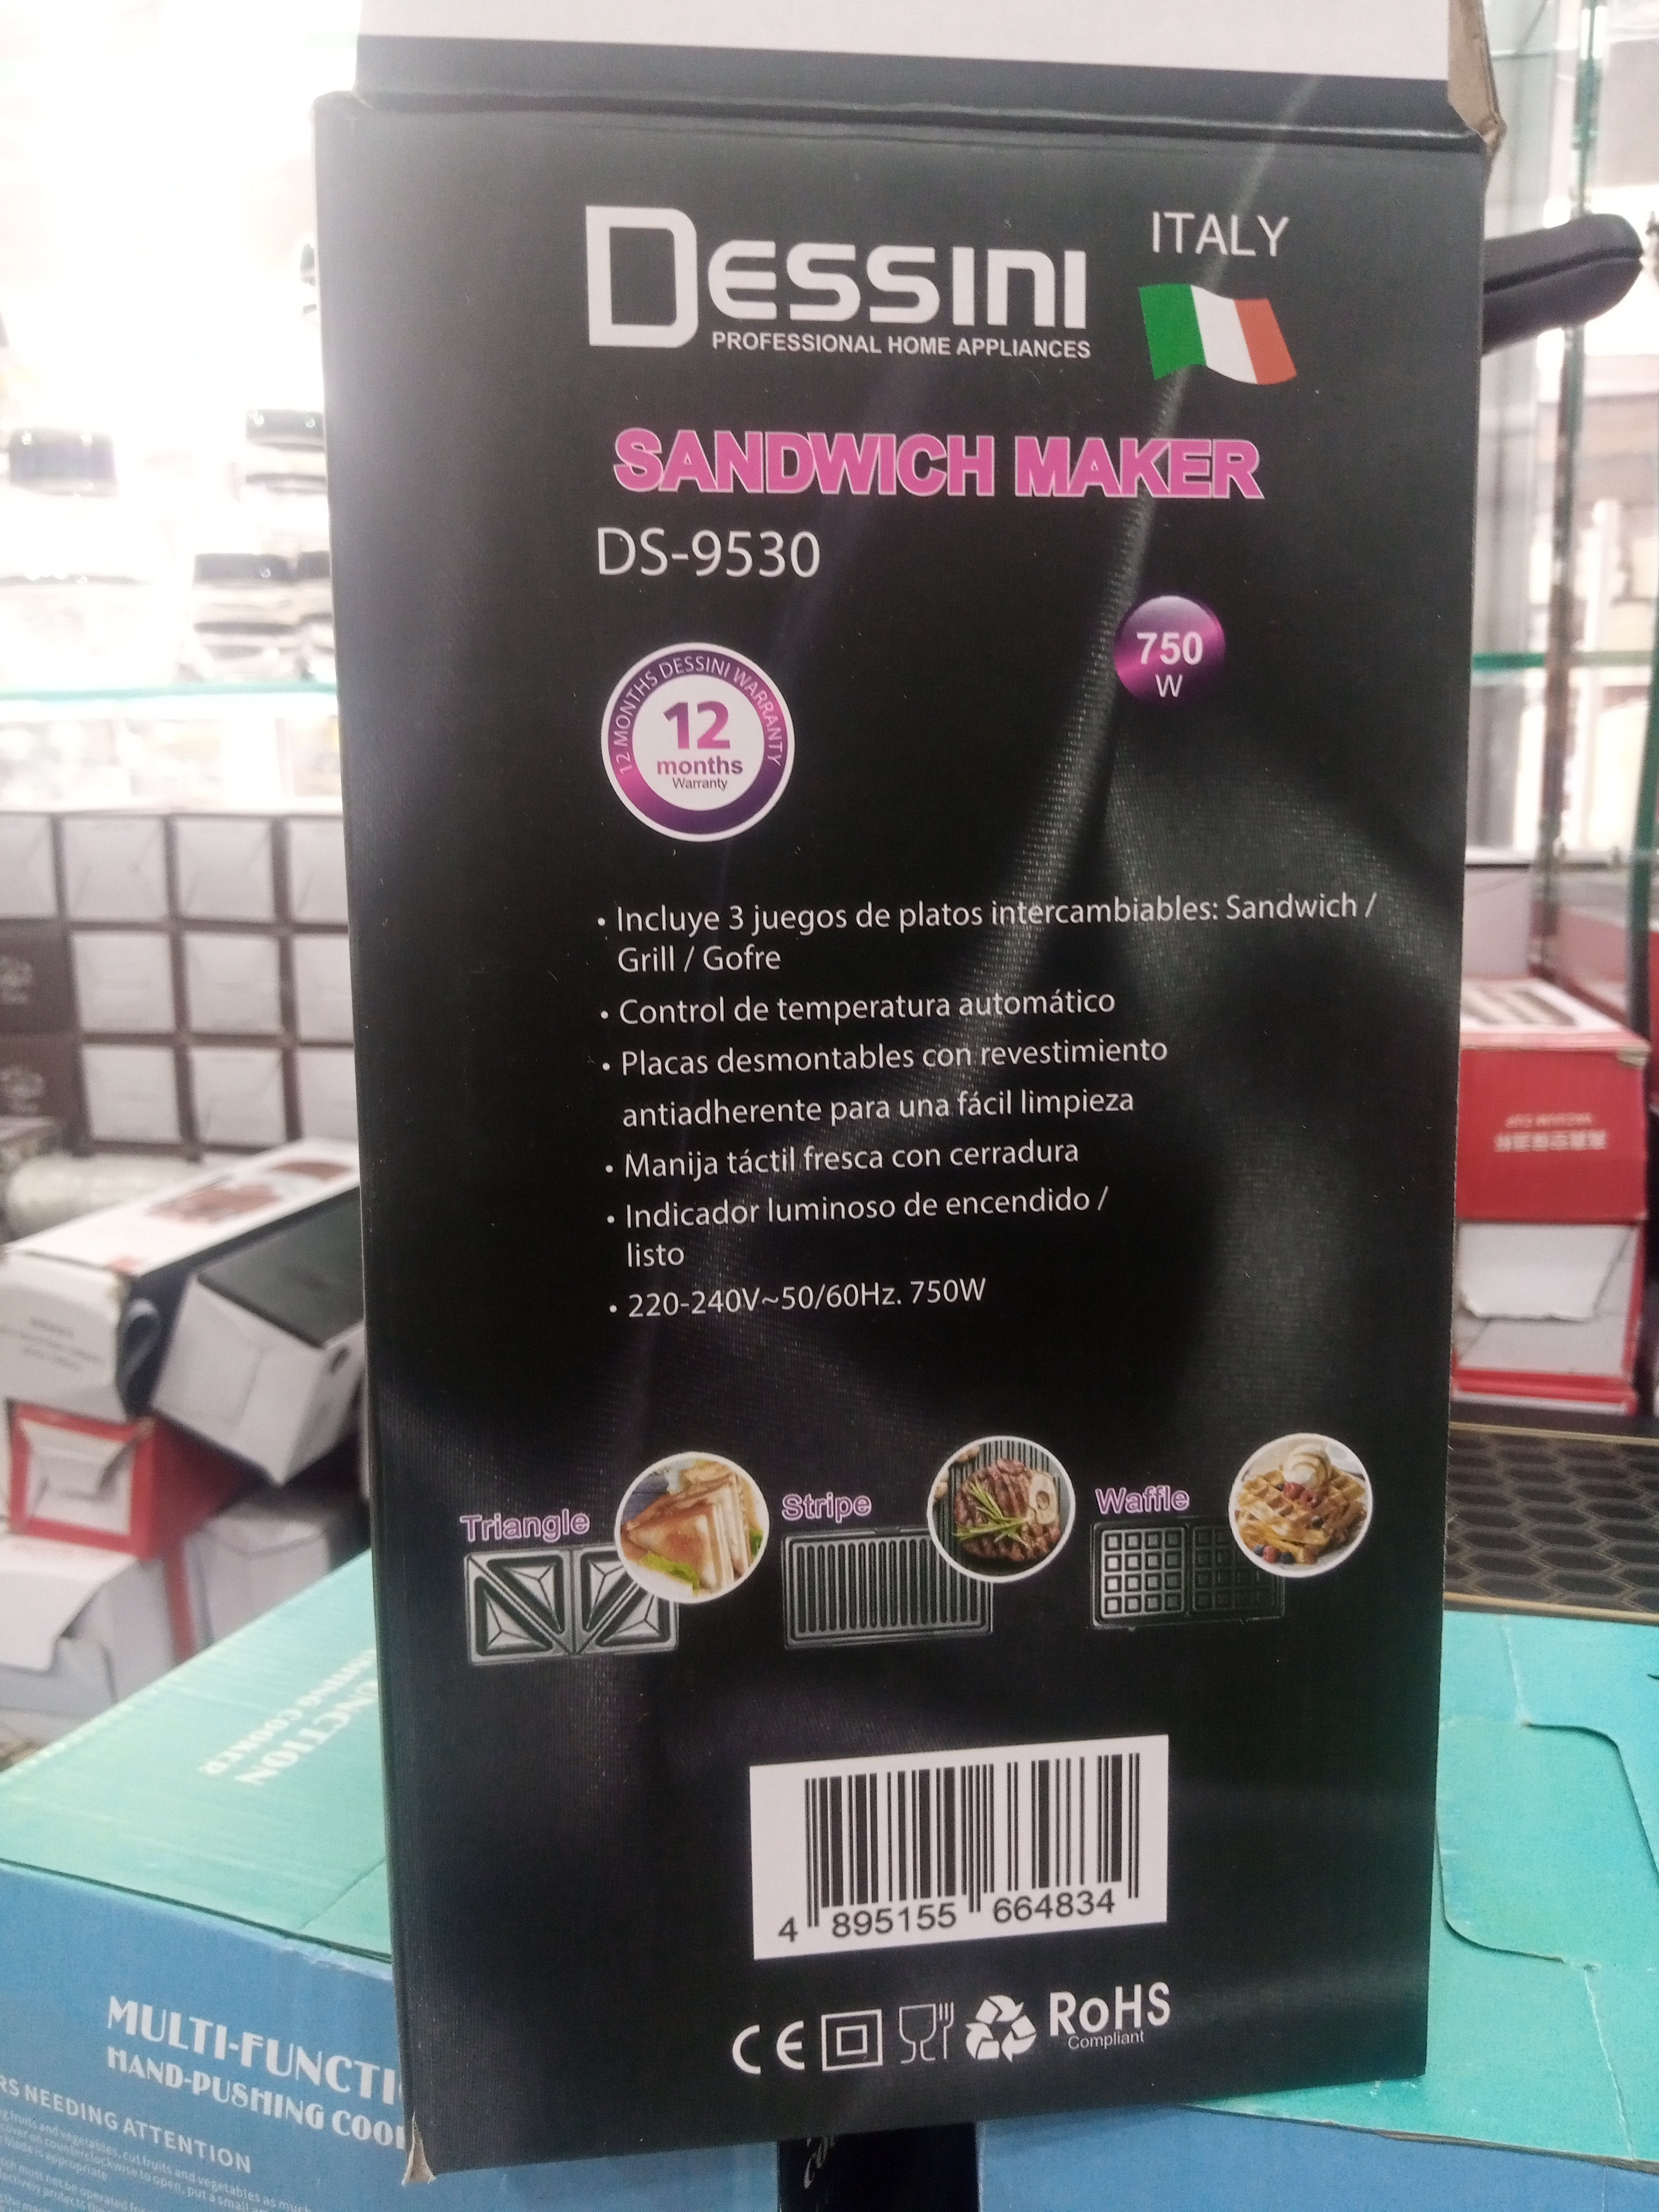 DESSINI
PROFESSIONAL HOME APPLIANCES
ITALY
SANDWICH MAKER
DS-9530
750
W
12 MONTHS DESSINI WARRANTY
12
months
Warranty
• Incluye 3 juegos de platos intercambiables: Sandwich /
Grill / Gofre
• Control de temperatura automático
• Placas desmontables con revestimiento
antiadherente para una fácil limpieza
• Manija táctil fresca con cerradura
• Indicador luminoso de encendido /
listo
• 220-240V~50/60Hz. 750W
Triangle
Stripe
Waffle
4 895155 664834
CE
RoHS
Compliant
MULTI-FUNCTI
HAND-PUSHING COO
RS NEEDING ATTENTION